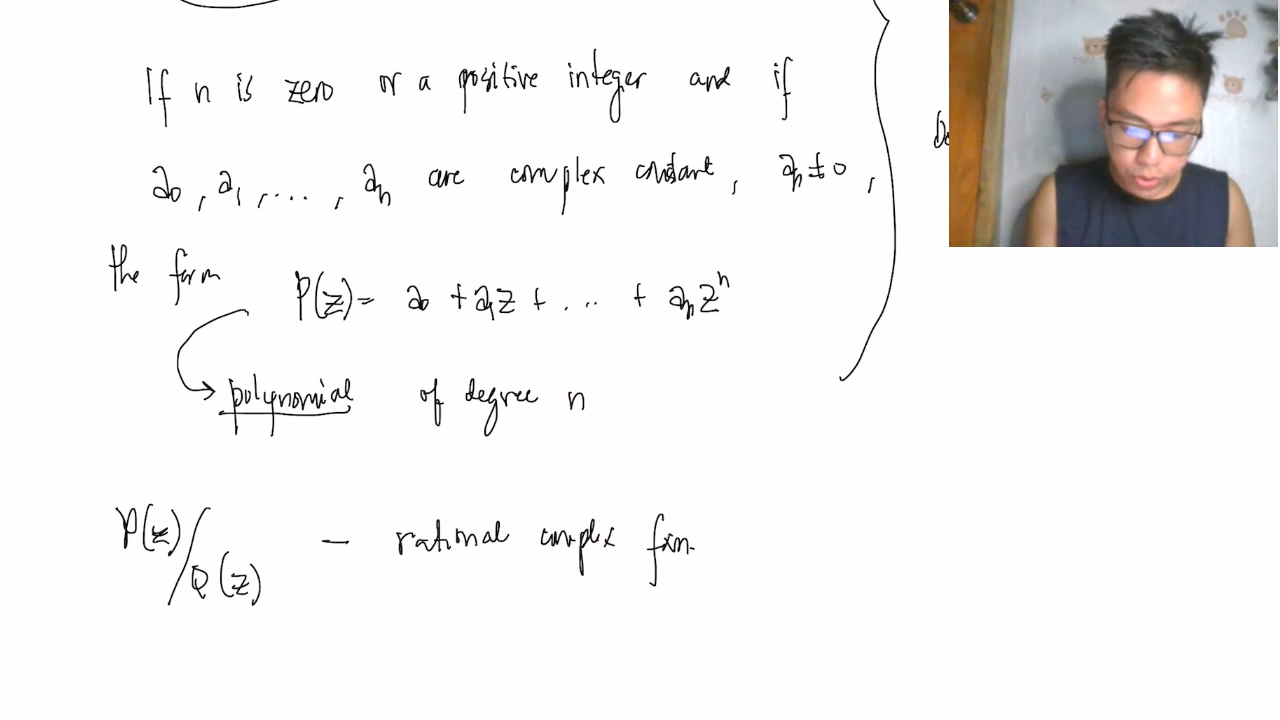 If n is zero or a positive integer and if
a₀, a₁, ..., aₙ are complex constant, aₙ ≠ 0,
the form P(z) = a₀ + a₁z + ... + aₙzⁿ
polynomial of degree n
P(z)/Q(z) — rational complex fxn.